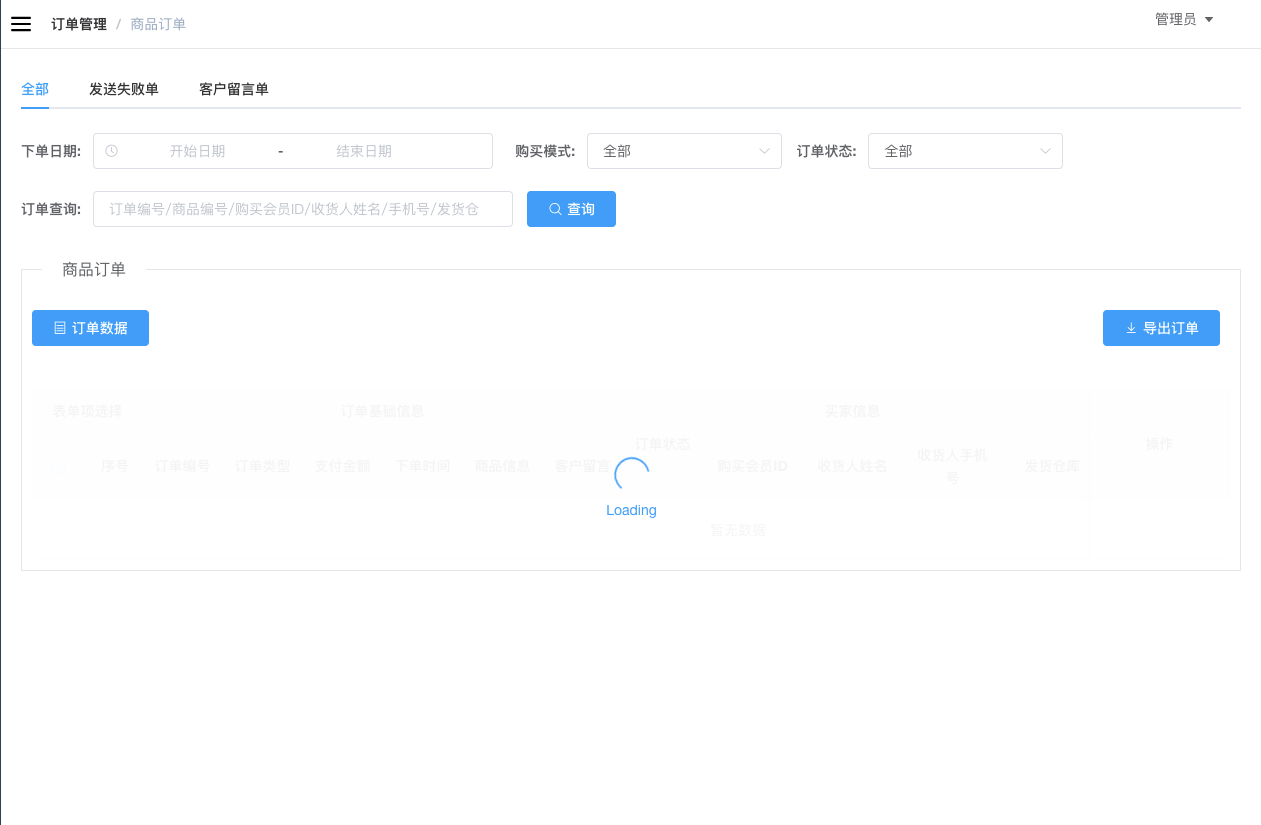 订单管理 / 商品订单
管理员
全部 发送失败单 客户留言单
下单日期: 开始日期 - 结束日期 购买模式: 全部 订单状态: 全部
订单查询: 订单编号/商品编号/购买会员ID/收货人姓名/手机号/发货仓 查询
商品订单
订单数据 导出订单
表单项选择 订单基础信息 订单状态 买家信息 操作
序号 订单编号 订单类型 支付金额 下单时间 商品信息 客户留言 购买会员ID 收货人姓名 收货人手机号 发货仓库
Loading
暂无数据